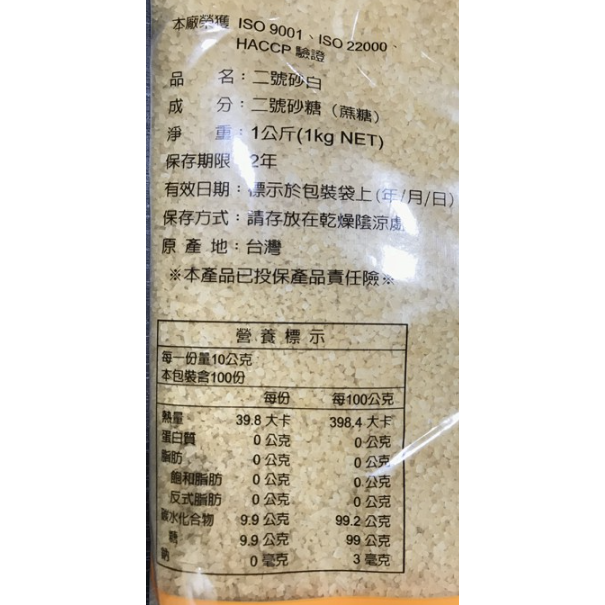 本廠榮獲 ISO 9001、ISO 22000、
HACCP 驗證
品 名：二號砂白
成 分：二號砂糖（蔗糖）
淨 重：1公斤(1kg NET)
保存期限：2年
有效日期：標示於包裝袋上(年/月/日)
保存方式：請存放在乾燥陰涼處
原 產 地：台灣
※本產品已投保產品責任險※
營養標示
每一份量10公克
本包裝含100份
每份 每100公克
熱量 39.8 大卡 398.4 大卡
蛋白質 0 公克 0 公克
脂肪 0 公克 0 公克
飽和脂肪 0 公克 0 公克
反式脂肪 0 公克 0 公克
碳水化合物 9.9 公克 99.2 公克
糖 9.9 公克 99 公克
鈉 0 毫克 3 毫克